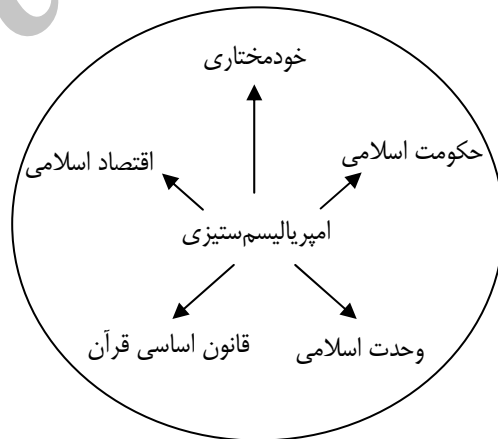 خودمختاری
حکومت اسلامی
اقتصاد اسلامی
امپریالیسم‌ستیزی
وحدت اسلامی
قانون اساسی قرآن